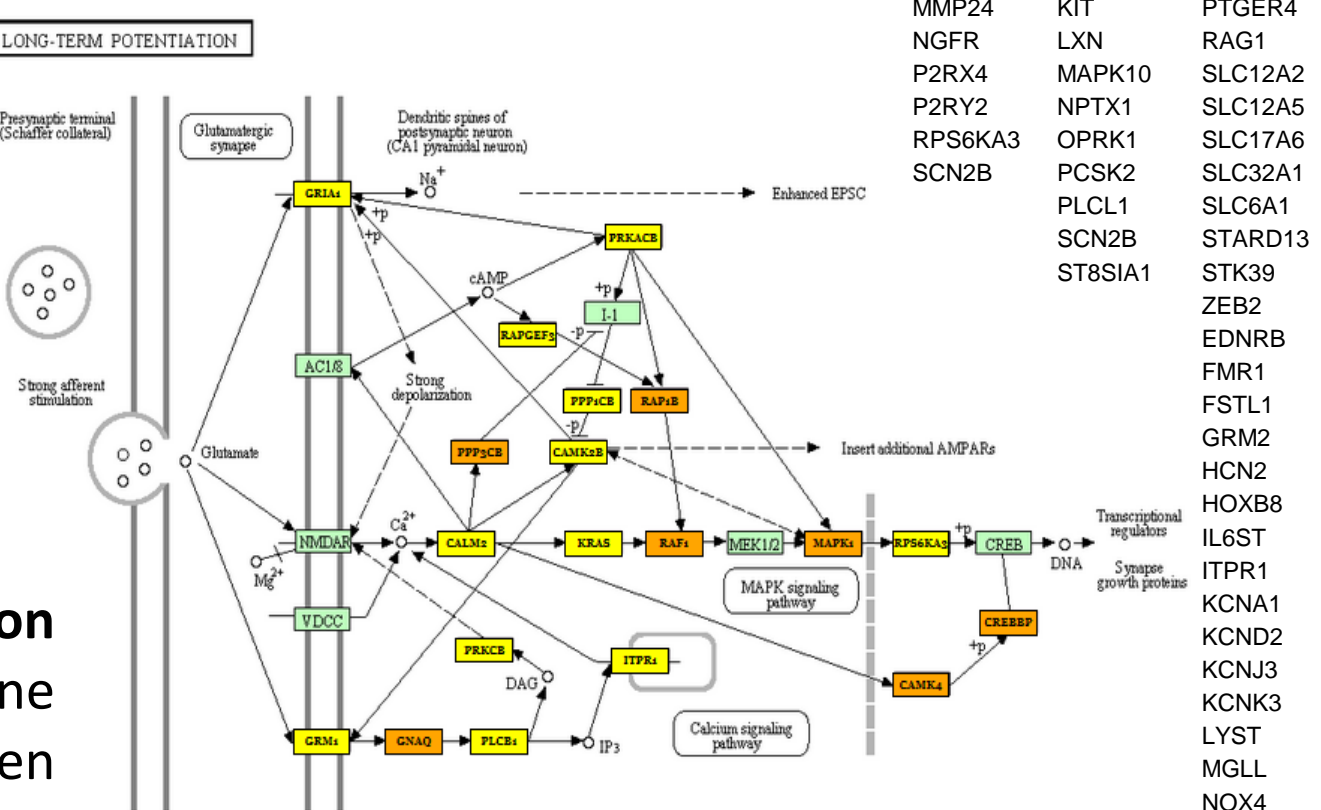 LONG-TERM POTENTIATION
Presynaptic terminal
(Schaffer collateral)
Glutamatergic
synapse
Dendritic spines of
postsynaptic neuron
(CA1 pyramidal neuron)
GRIA1
Na+
Enhanced EPSC
+p
+p
PRKACB
cAMP
+p
I-1
-p
RAPGEF3
AC1/8
Strong afferent
stimulation
Strong
depolarization
PPP1CB
RAP1B
-p
PPP3CB
CAMK2B
Insert additional AMPARs
Glutamate
Ca2+
NMDAR
CALM2
KRAS
RAF1
MEK1/2
MAPK1
RPS6KA3
+p
CREB
DNA
Transcriptional
regulators
Synapse
growth proteins
Mg2+
MAPK signaling
pathway
VDCC
CREBBP
+p
PRKCB
ITPR1
DAG
CAMK4
GRM1
GNAQ
PLCB1
IP3
Calcium signaling
pathway
on
ne
en
MMP24
NGFR
P2RX4
P2RY2
RPS6KA3
SCN2B
KIT
LXN
MAPK10
NPTX1
OPRK1
PCSK2
PLCL1
SCN2B
ST8SIA1
PTGER4
RAG1
SLC12A2
SLC12A5
SLC17A6
SLC32A1
SLC6A1
STARD13
STK39
ZEB2
EDNRB
FMR1
FSTL1
GRM2
HCN2
HOXB8
IL6ST
ITPR1
KCNA1
KCND2
KCNJ3
KCNK3
LYST
MGLL
NOX4